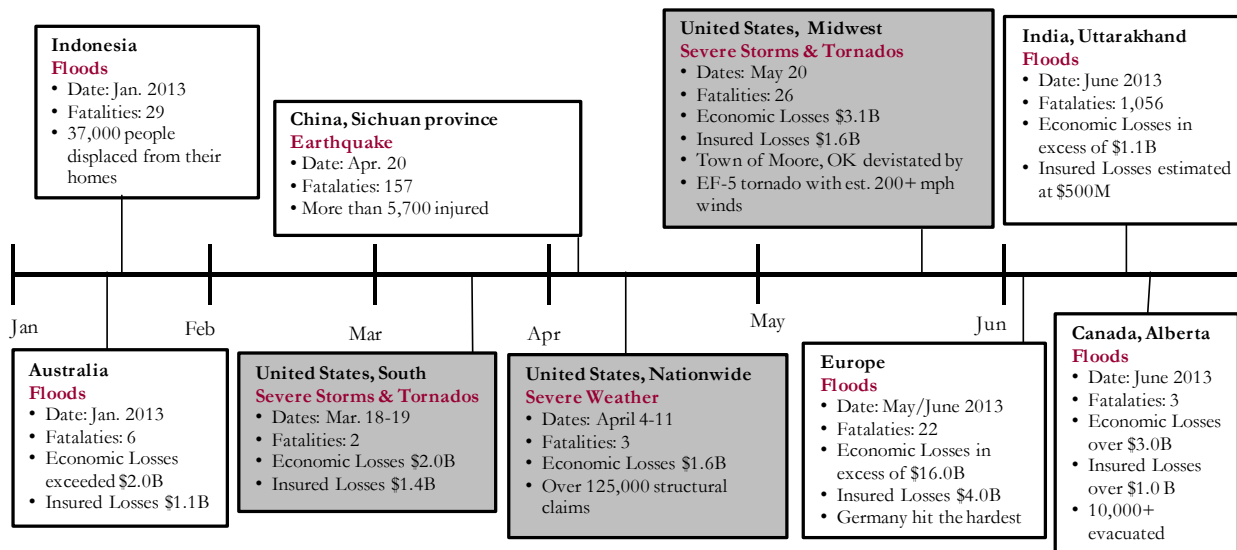 Indonesia
Floods
• Date: Jan. 2013
• Fatalities: 29
• 37,000 people
displaced from their
homes
China, Sichuan province
Earthquake
• Date: Apr. 20
• Fatalaties: 157
• More than 5,700 injured
United States, Midwest
Severe Storms & Tornados
• Dates: May 20
• Fatalities: 26
• Economic Losses $3.1B
• Insured Losses $1.6B
• Town of Moore, OK devistated by
• EF-5 tornado with est. 200+ mph
winds
India, Uttarakhand
Floods
• Date: June 2013
• Fatalaties: 1,056
• Economic Losses in
excess of $1.1B
• Insured Losses estimated
at $500M
Jan
Feb
Mar
Apr
May
Jun
Australia
Floods
• Date: Jan. 2013
• Fatalaties: 6
• Economic Losses
exceeded $2.0B
• Insured Losses $1.1B
United States, South
Severe Storms & Tornados
• Dates: Mar. 18-19
• Fatalities: 2
• Economic Losses $2.0B
• Insured Losses $1.4B
United States, Nationwide
Severe Weather
• Dates: April 4-11
• Fatalities: 3
• Economic Losses $1.6B
• Over 125,000 structural
claims
Europe
Floods
• Date: May/June 2013
• Fatalaties: 22
• Economic Losses in
excess of $16.0B
• Insured Losses $4.0B
• Germany hit the hardest
Canada, Alberta
Floods
• Date: June 2013
• Fatalaties: 3
• Economic Losses
over $3.0B
• Insured Losses
over $1.0 B
• 10,000+
evacuated